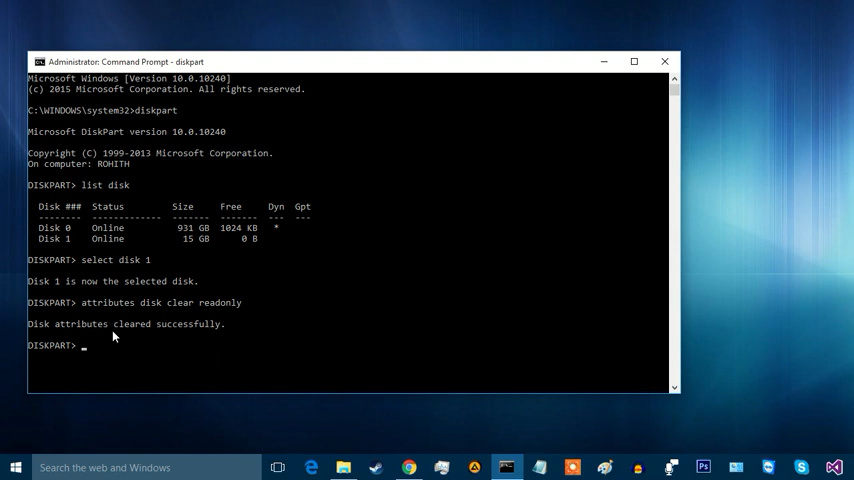 Administrator: Command Prompt - diskpart
Microsoft Windows [Version 10.0.10240]
(c) 2015 Microsoft Corporation. All rights reserved.
C:\WINDOWS\system32>diskpart
Microsoft DiskPart version 10.0.10240
Copyright (C) 1999-2013 Microsoft Corporation.
On computer: ROHITH
DISKPART> list disk
Disk ### Status Size Free Dyn Gpt
-------- ------------- ------- ------- --- ---
Disk 0 Online 931 GB 1024 KB *
Disk 1 Online 15 GB 0 B
DISKPART> select disk 1
Disk 1 is now the selected disk.
DISKPART> attributes disk clear readonly
Disk attributes cleared successfully.
DISKPART> _
Search the web and Windows
Ps